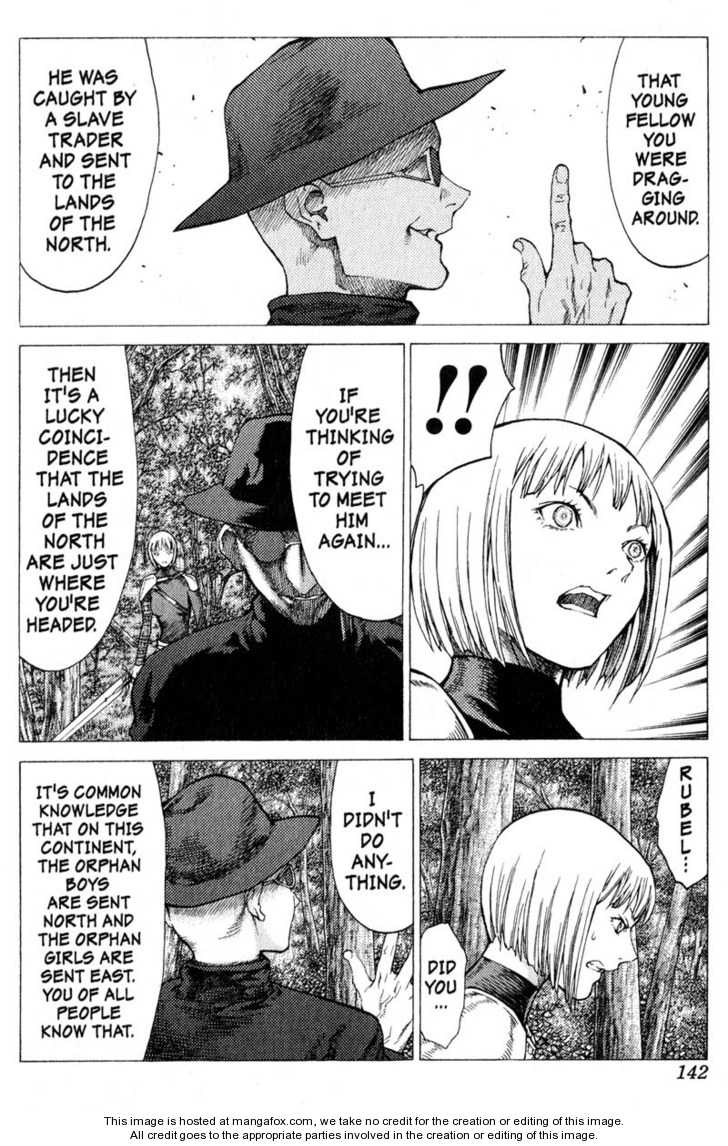 THAT
YOUNG
FELLOW
YOU
WERE
DRAG-
GING
AROUND.
HE WAS
CAUGHT BY
A SLAVE
TRADER
AND SENT
TO THE
LANDS
OF THE
NORTH.
!!
IF
YOU'RE
THINKING
OF
TRYING
TO MEET
HIM
AGAIN...
THEN
IT'S A
LUCKY
COINCI-
DENCE
THAT THE
LANDS
OF THE
NORTH
ARE JUST
WHERE
YOU'RE
HEADED.
RUBEL...
DID
YOU
...
I
DIDN'T
DO
ANY-
THING.
IT'S COMMON
KNOWLEDGE
THAT ON THIS
CONTINENT,
THE ORPHAN
BOYS
ARE SENT
NORTH AND
THE ORPHAN
GIRLS ARE
SENT EAST.
YOU OF ALL
PEOPLE
KNOW THAT.
142
This image is hosted at mangafox.com, we take no credit for the creation or editing of this image.
All credit goes to the appropriate parties involved in the creation or editing of this image.